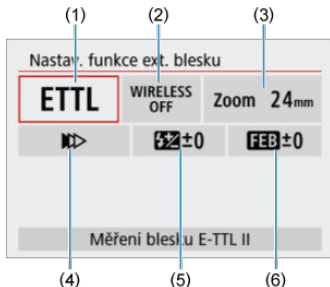 (1) (2) (3)
Nastav. funkce ext. blesku
ETTL WIRELESS OFF Zoom 24mm
±0 FEB±0
Měření blesku E-TTL II
(4) (5) (6)